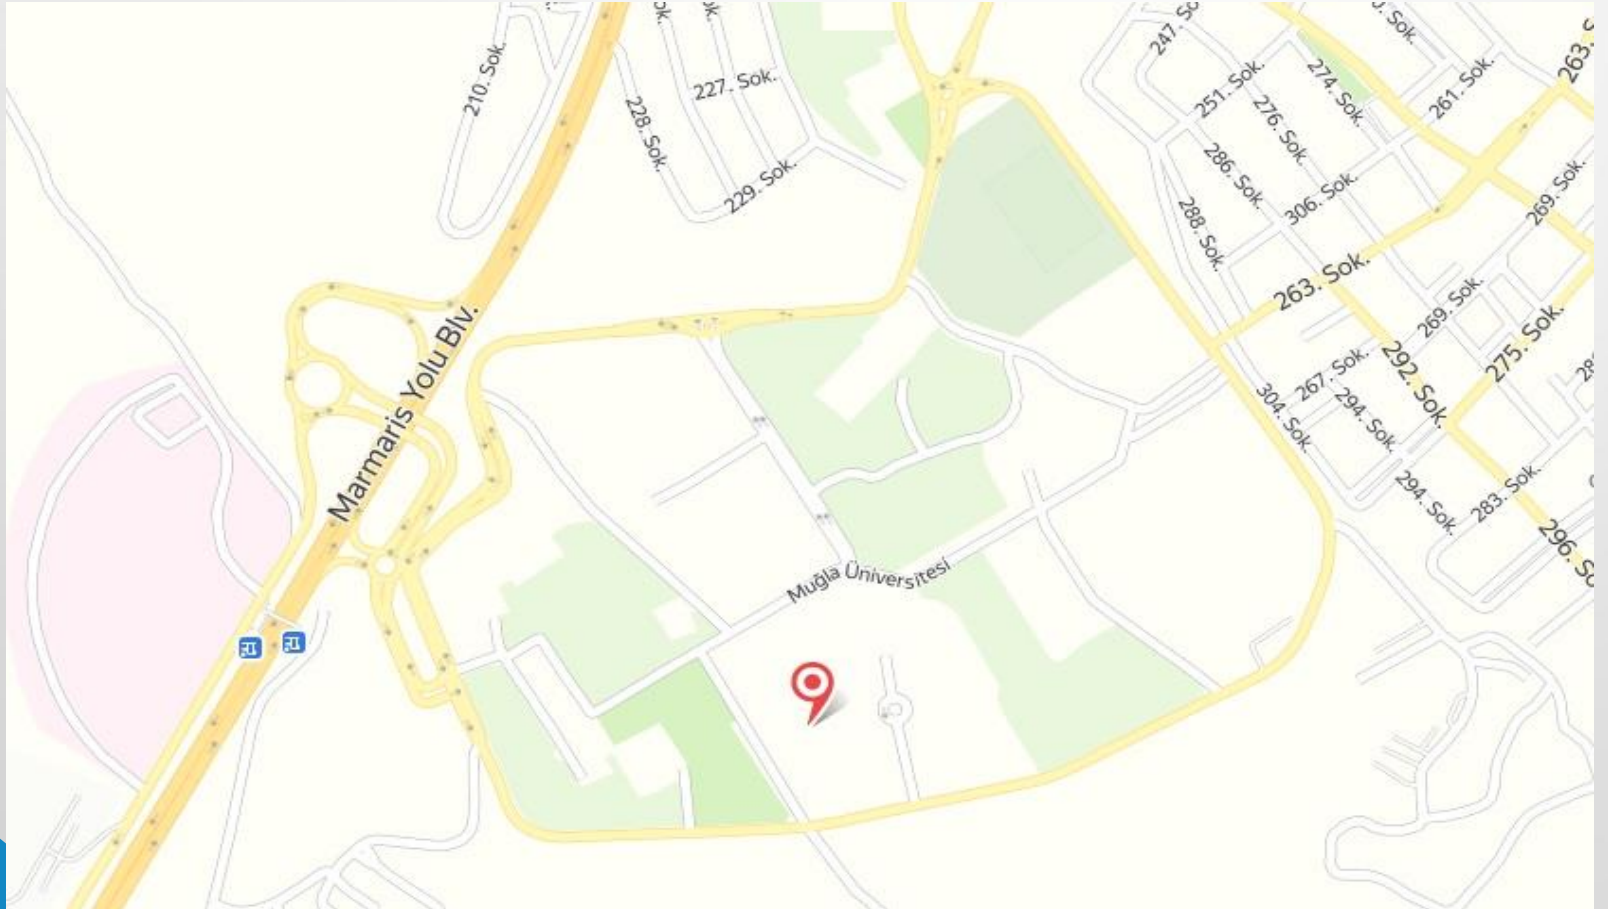 247. So
263. S
210. Sok.
227. Sok.
251. Sok.
274. Sok.
261. Sok.
228. Sok.
276. Sok.
229. Sok.
286. Sok.
306. Sok.
269. Sok.
288. Sok.
263. Sok.
269. Sok.
275. Sok.
Marmaris Yolu Blv.
267. Sok.
292. Sok.
304. Sok.
294. Sok.
294. Sok.
283. Sok.
296. So
Muğla Üniversitesi